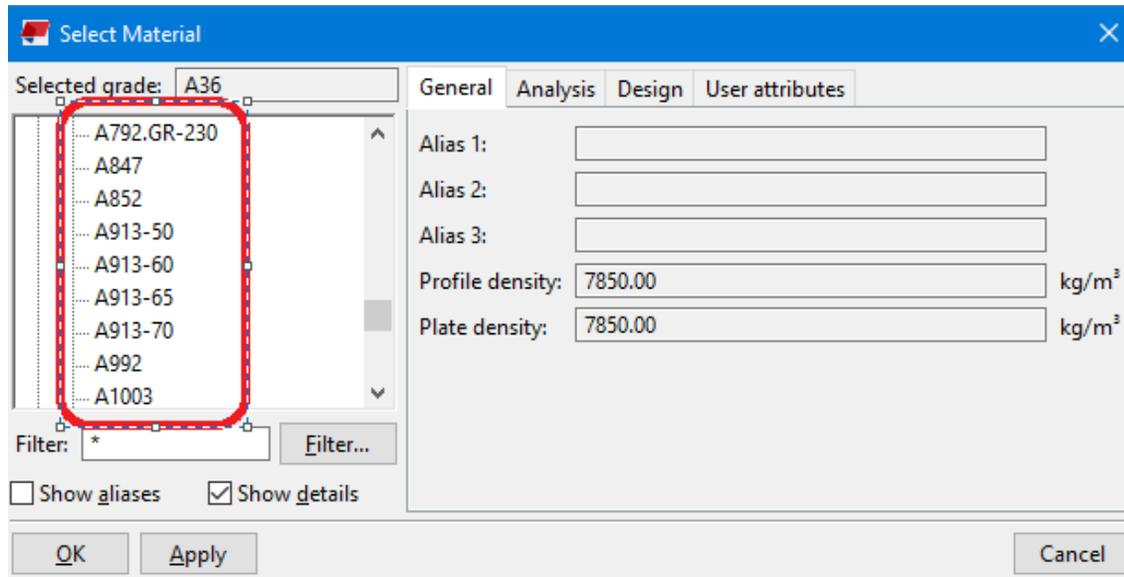 Select Material
Selected grade: A36
A792.GR-230
A847
A852
A913-50
A913-60
A913-65
A913-70
A992
A1003
Filter: * Filter...
Show aliases Show details
General Analysis Design User attributes
Alias 1:
Alias 2:
Alias 3:
Profile density: 7850.00 kg/m³
Plate density: 7850.00 kg/m³
OK Apply Cancel